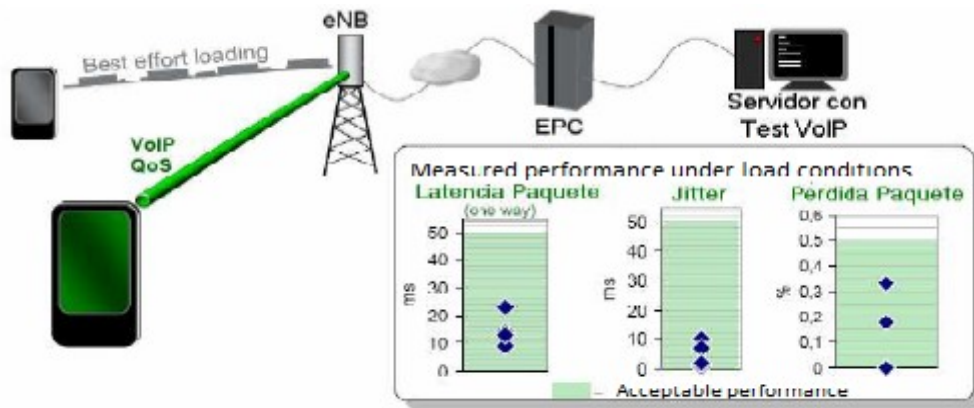 eNB
Best effort loading
VoIP
QoS
EPC
Servidor con
Test VoIP
Measured performance under load conditions
Latencia Paquete
(one way)
Jitter
Pérdida Paquete
50
40
30
20
10
0
ms
50
40
30
20
10
0
ms
0,6
0,5
0,4
0,3
0,2
0,1
0
%
= Acceptable performance